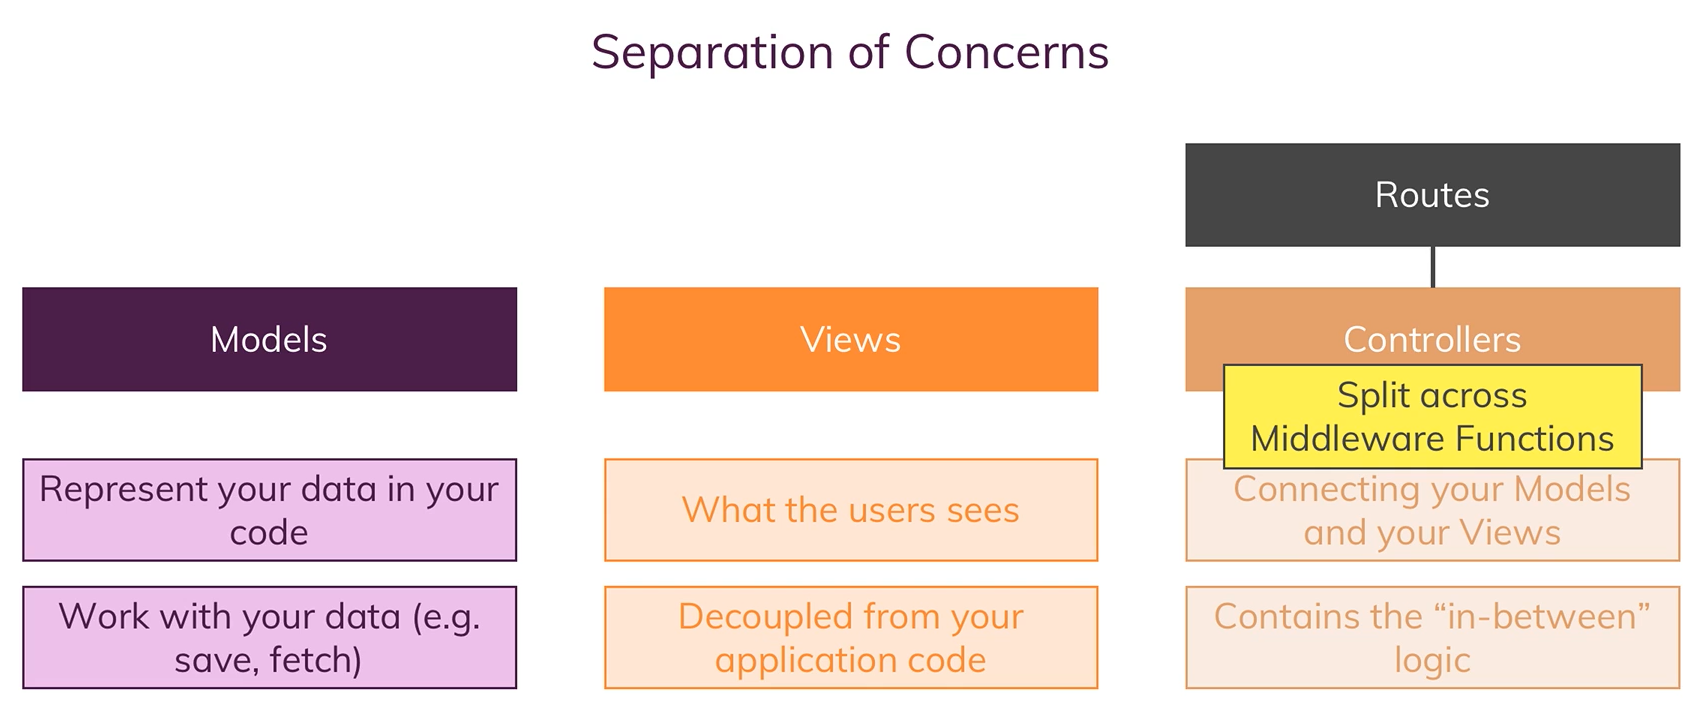 Separation of Concerns
Routes
Models
Views
Controllers
Split across
Middleware Functions
Represent your data in your
code
What the users sees
Connecting your Models
and your Views
Work with your data (e.g.
save, fetch)
Decoupled from your
application code
Contains the “in-between”
logic